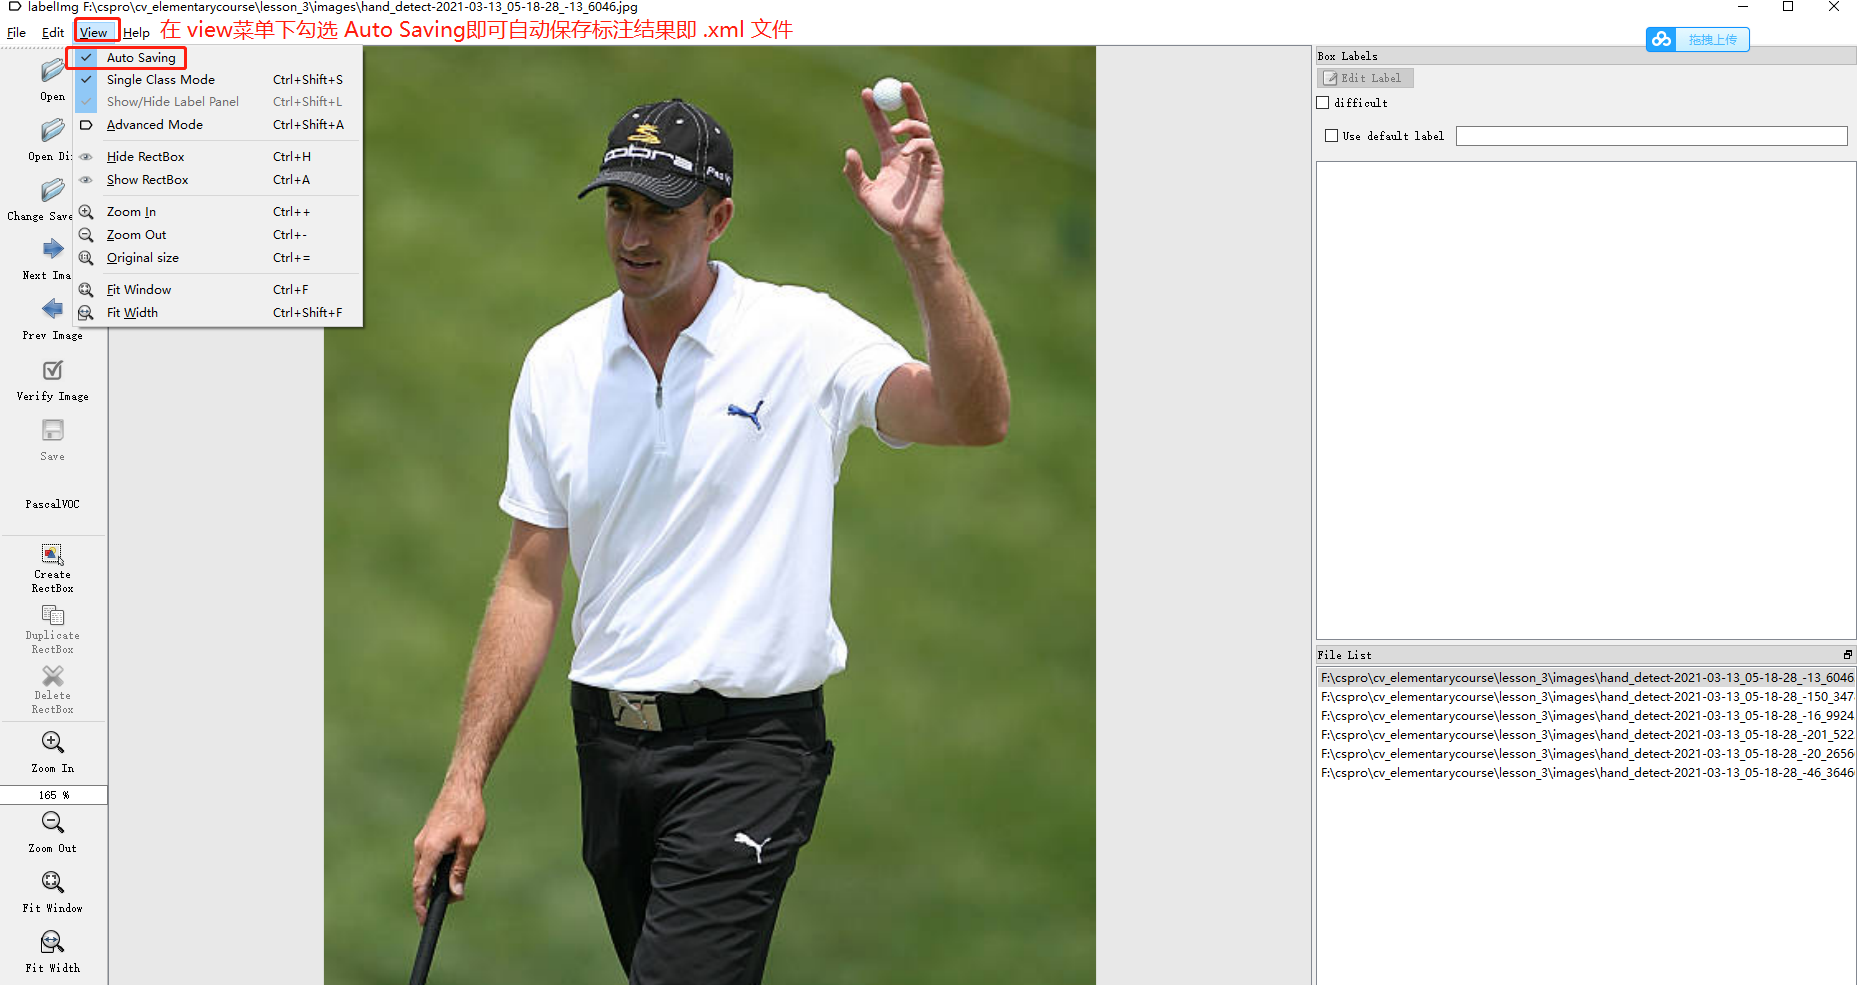 labelImg F:\cspro\cv_elementarycourse\lesson_3\images\hand_detect-2021-03-13_05-18-28_-13_6046.jpg
File Edit View Help 在 view菜单下勾选 Auto Saving即可自动保存标注结果即 .xml 文件
拖拽上传
Auto Saving
Single Class Mode Ctrl+Shift+S
Show/Hide Label Panel Ctrl+Shift+L
Advanced Mode Ctrl+Shift+A
Hide RectBox Ctrl+H
Show RectBox Ctrl+A
Zoom In Ctrl++
Zoom Out Ctrl+-
Original size Ctrl+=
Fit Window Ctrl+F
Fit Width Ctrl+Shift+F
Open
Open Di
Change Save
Next Ima
Prev Image
Verify Image
Save
PascalVOC
Create
RectBox
Duplicate
RectBox
Delete
RectBox
Zoom In
165 %
Zoom Out
Fit Window
Fit Width
cobra
Box Labels
Edit Label
difficult
Use default label
File List
F:\cspro\cv_elementarycourse\lesson_3\images\hand_detect-2021-03-13_05-18-28_-13_6046
F:\cspro\cv_elementarycourse\lesson_3\images\hand_detect-2021-03-13_05-18-28_-150_347
F:\cspro\cv_elementarycourse\lesson_3\images\hand_detect-2021-03-13_05-18-28_-16_9924
F:\cspro\cv_elementarycourse\lesson_3\images\hand_detect-2021-03-13_05-18-28_-201_522
F:\cspro\cv_elementarycourse\lesson_3\images\hand_detect-2021-03-13_05-18-28_-20_2656
F:\cspro\cv_elementarycourse\lesson_3\images\hand_detect-2021-03-13_05-18-28_-46_3646